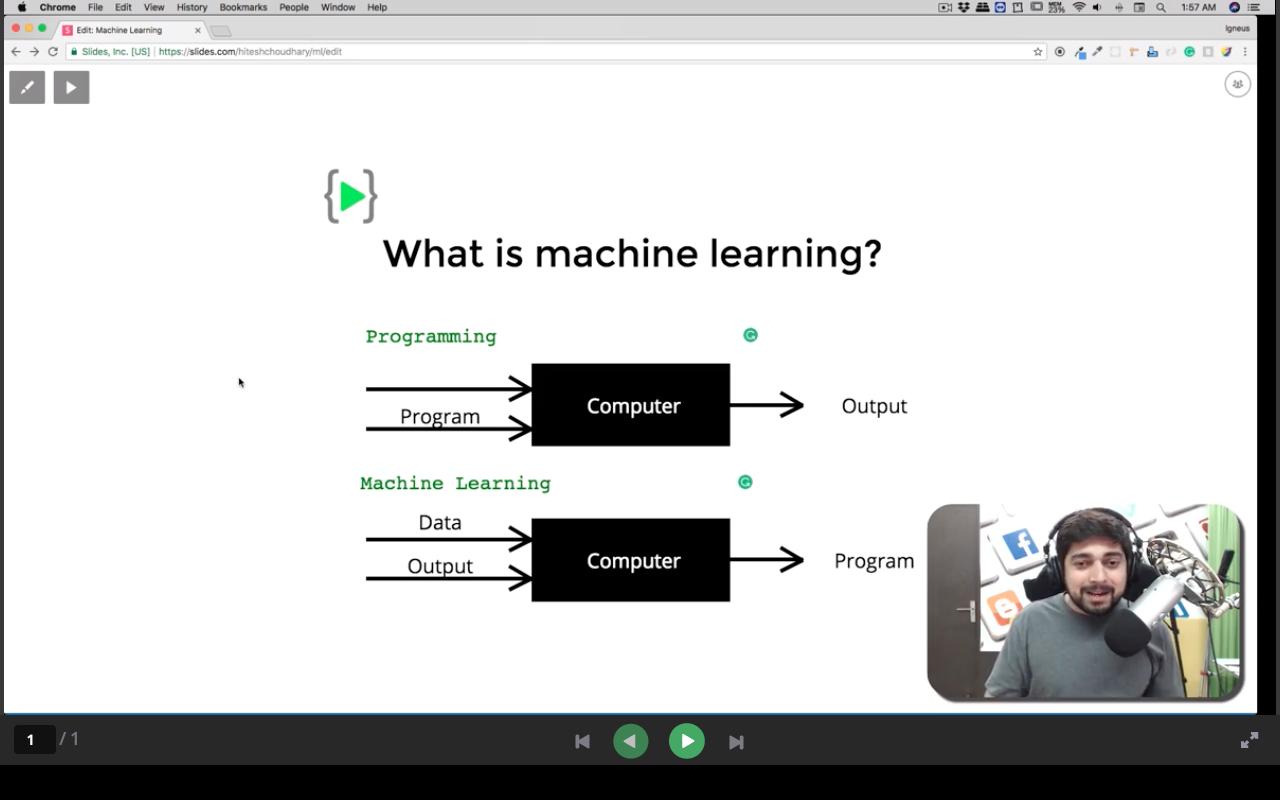 Chrome File Edit View History Bookmarks People Window Help MEM 23% 1:57 AM
S Edit: Machine Learning Igneus
Slides, Inc. [US] https://slides.com/hiteshchoudhary/ml/edit
What is machine learning?
Programming
Program
Computer
Output
Machine Learning
Data
Output
Computer
Program
1 / 1